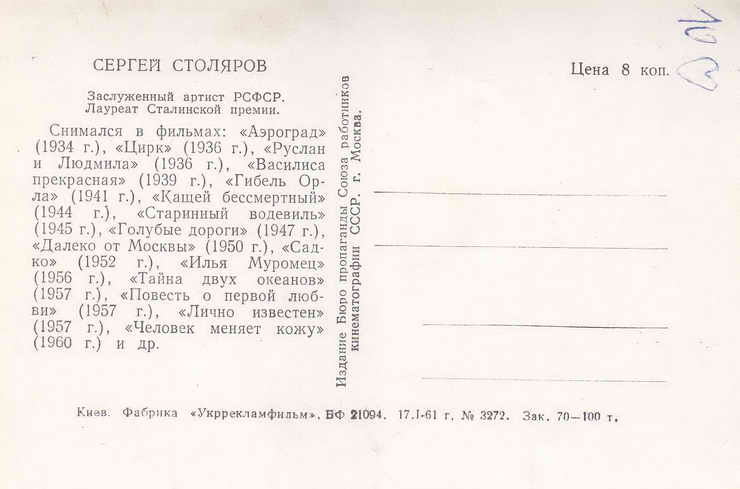 СЕРГЕЙ СТОЛЯРОВ
Заслуженный артист РСФСР.
Лауреат Сталинской премии.
Снимался в фильмах: «Аэроград»
(1934 г.), «Цирк» (1936 г.), «Руслан
и Людмила» (1936 г.), «Василиса
прекрасная» (1939 г.), «Гибель Ор-
ла» (1941 г.), «Кащей бессмертный»
(1944 г.), «Старинный водевиль»
(1945 г.), «Голубые дороги» (1947 г.),
«Далеко от Москвы» (1950 г.), «Сад-
ко» (1952 г.), «Илья Муромец»
(1956 г.), «Тайна двух океанов»
(1957 г.), «Повесть о первой люб-
ви» (1957 г.), «Лично известен»
(1957 г.), «Человек меняет кожу»
(1960 г.) и др.
Издание Бюро пропаганды Союза работников
кинематографии СССР. г. Москва.
Цена 8 коп.
Киев. Фабрика «Укррекламфильм». БФ 21094. 17.I-61 г. № 3272. Зак. 70—100 т.